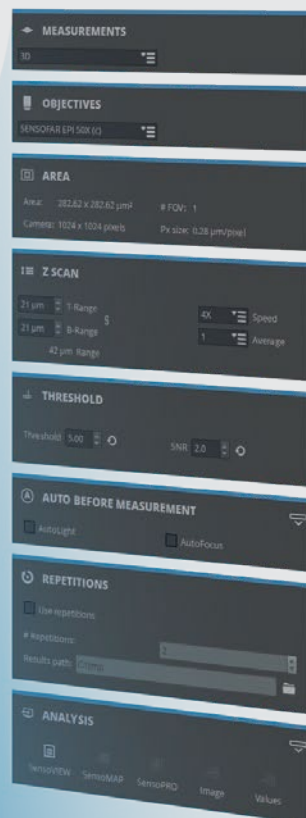 MEASUREMENTS
3D
OBJECTIVES
SENSOFAR EPI 50X (c)
AREA
Area: 282.62 x 282.62 µm² # FOV: 1
Camera: 1024 x 1024 pixels Px size: 0.28 µm/pixel
Z SCAN
21 µm T-Range 4X Speed
21 µm B-Range 1 Average
42 µm Range
THRESHOLD
Threshold 5.00 SNR 2.0
A AUTO BEFORE MEASUREMENT
AutoLight AutoFocus
REPETITIONS
Use repetitions
# Repetitions: 2
Results path:
ANALYSIS
SensoVIEW SensoMAP SensoPRO Image Values